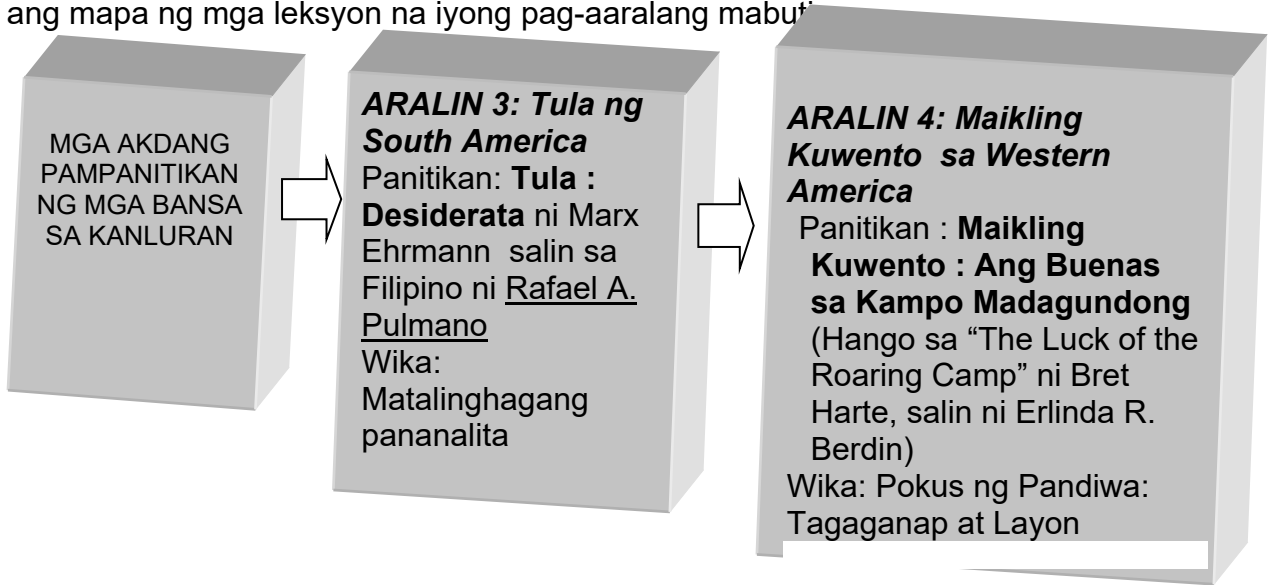 ang mapa ng mga leksyon na iyong pag-aaralang mabuti
MGA AKDANG
PAMPANITIKAN
NG MGA BANSA
SA KANLURAN
ARALIN 3: Tula ng
South America
Panitikan: Tula :
Desiderata ni Marx
Ehrmann salin sa
Filipino ni Rafael A.
Pulmano
Wika:
Matalinghagang
pananalita
ARALIN 4: Maikling
Kuwento sa Western
America
Panitikan : Maikling
Kuwento : Ang Buenas
sa Kampo Madagundong
(Hango sa “The Luck of the
Roaring Camp” ni Bret
Harte, salin ni Erlinda R.
Berdin)
Wika: Pokus ng Pandiwa:
Tagaganap at Layon